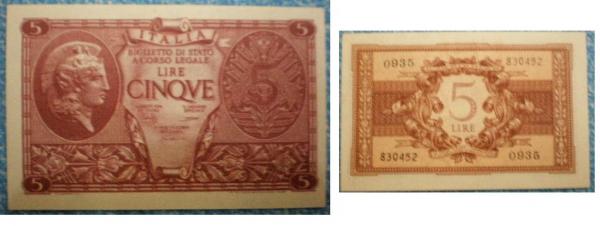 5
5
ITALIA
BIGLIETTO DI STATO
A CORSO LEGALE
LIRE
CINQVE
5
5
5
0935
830452
5
LIRE
830452
0935